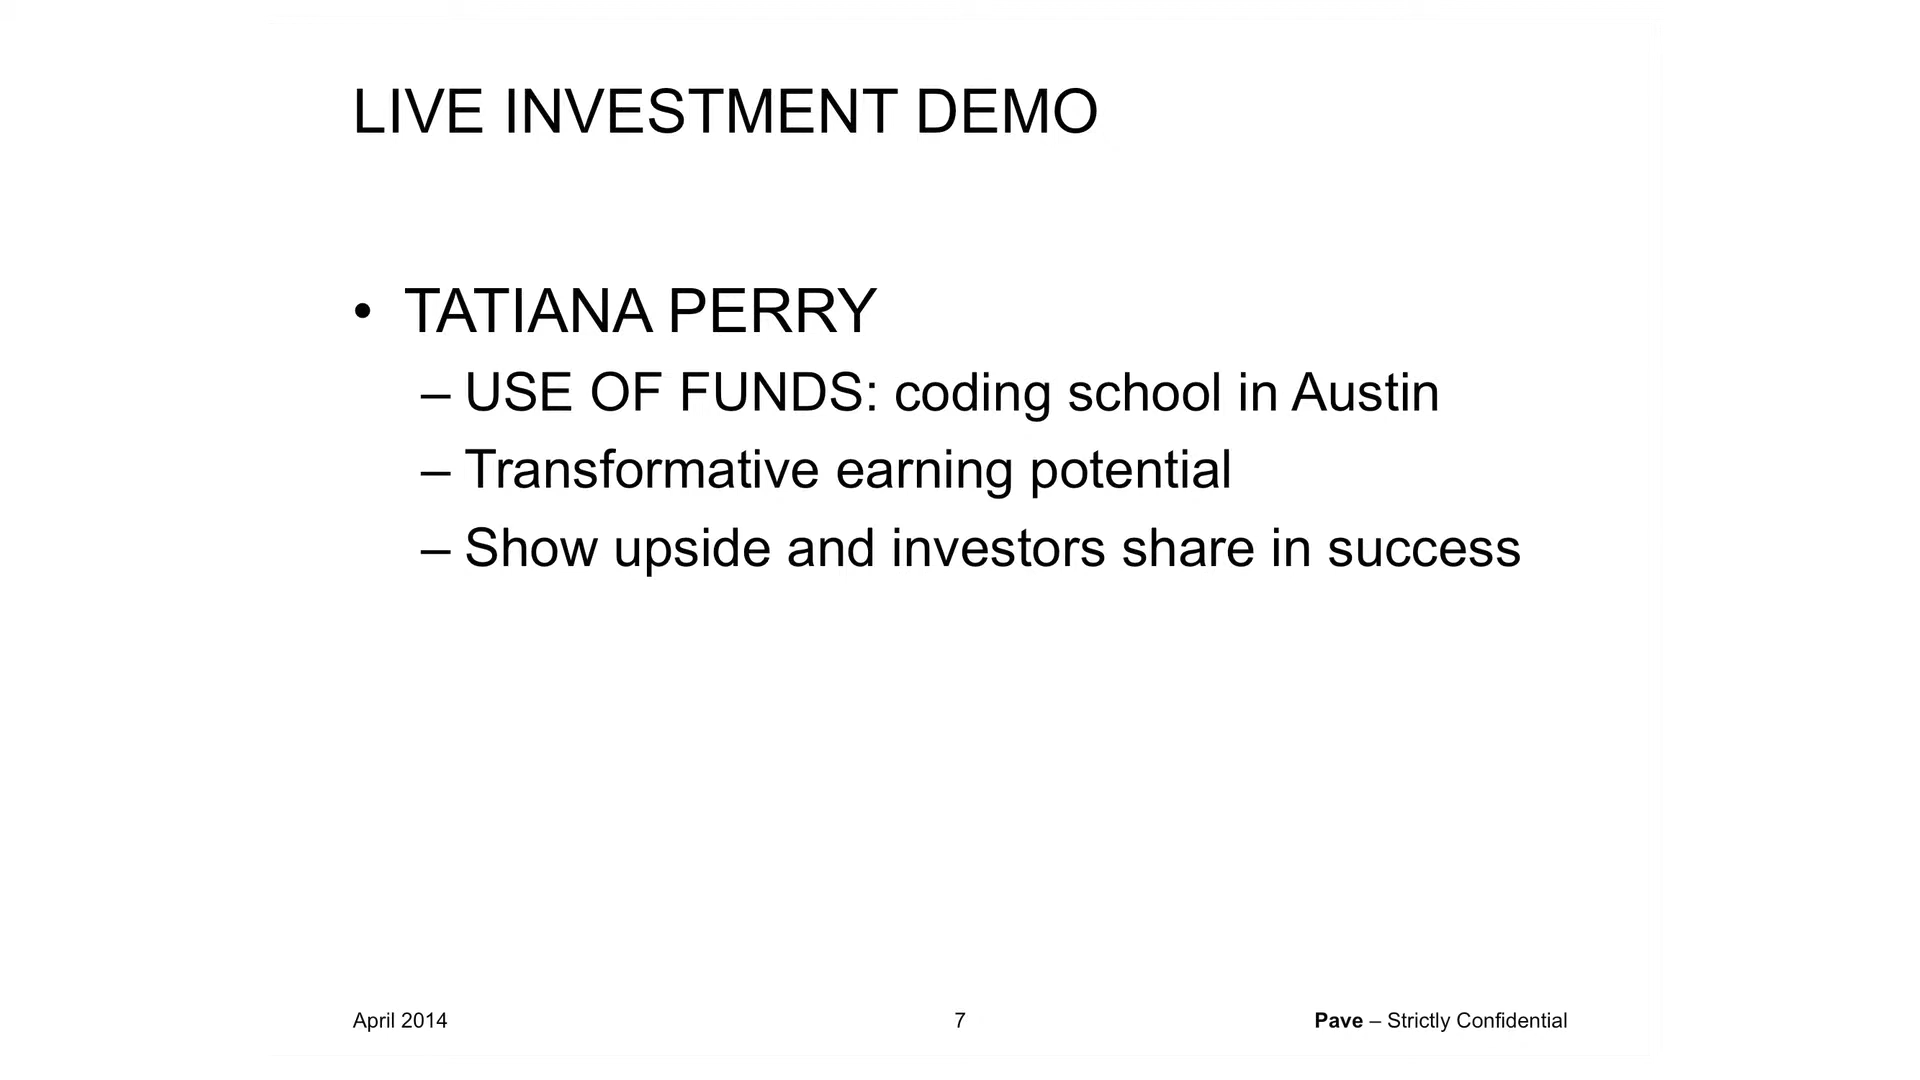 LIVE INVESTMENT DEMO
• TATIANA PERRY
– USE OF FUNDS: coding school in Austin
– Transformative earning potential
– Show upside and investors share in success
April 2014
7
Pave – Strictly Confidential